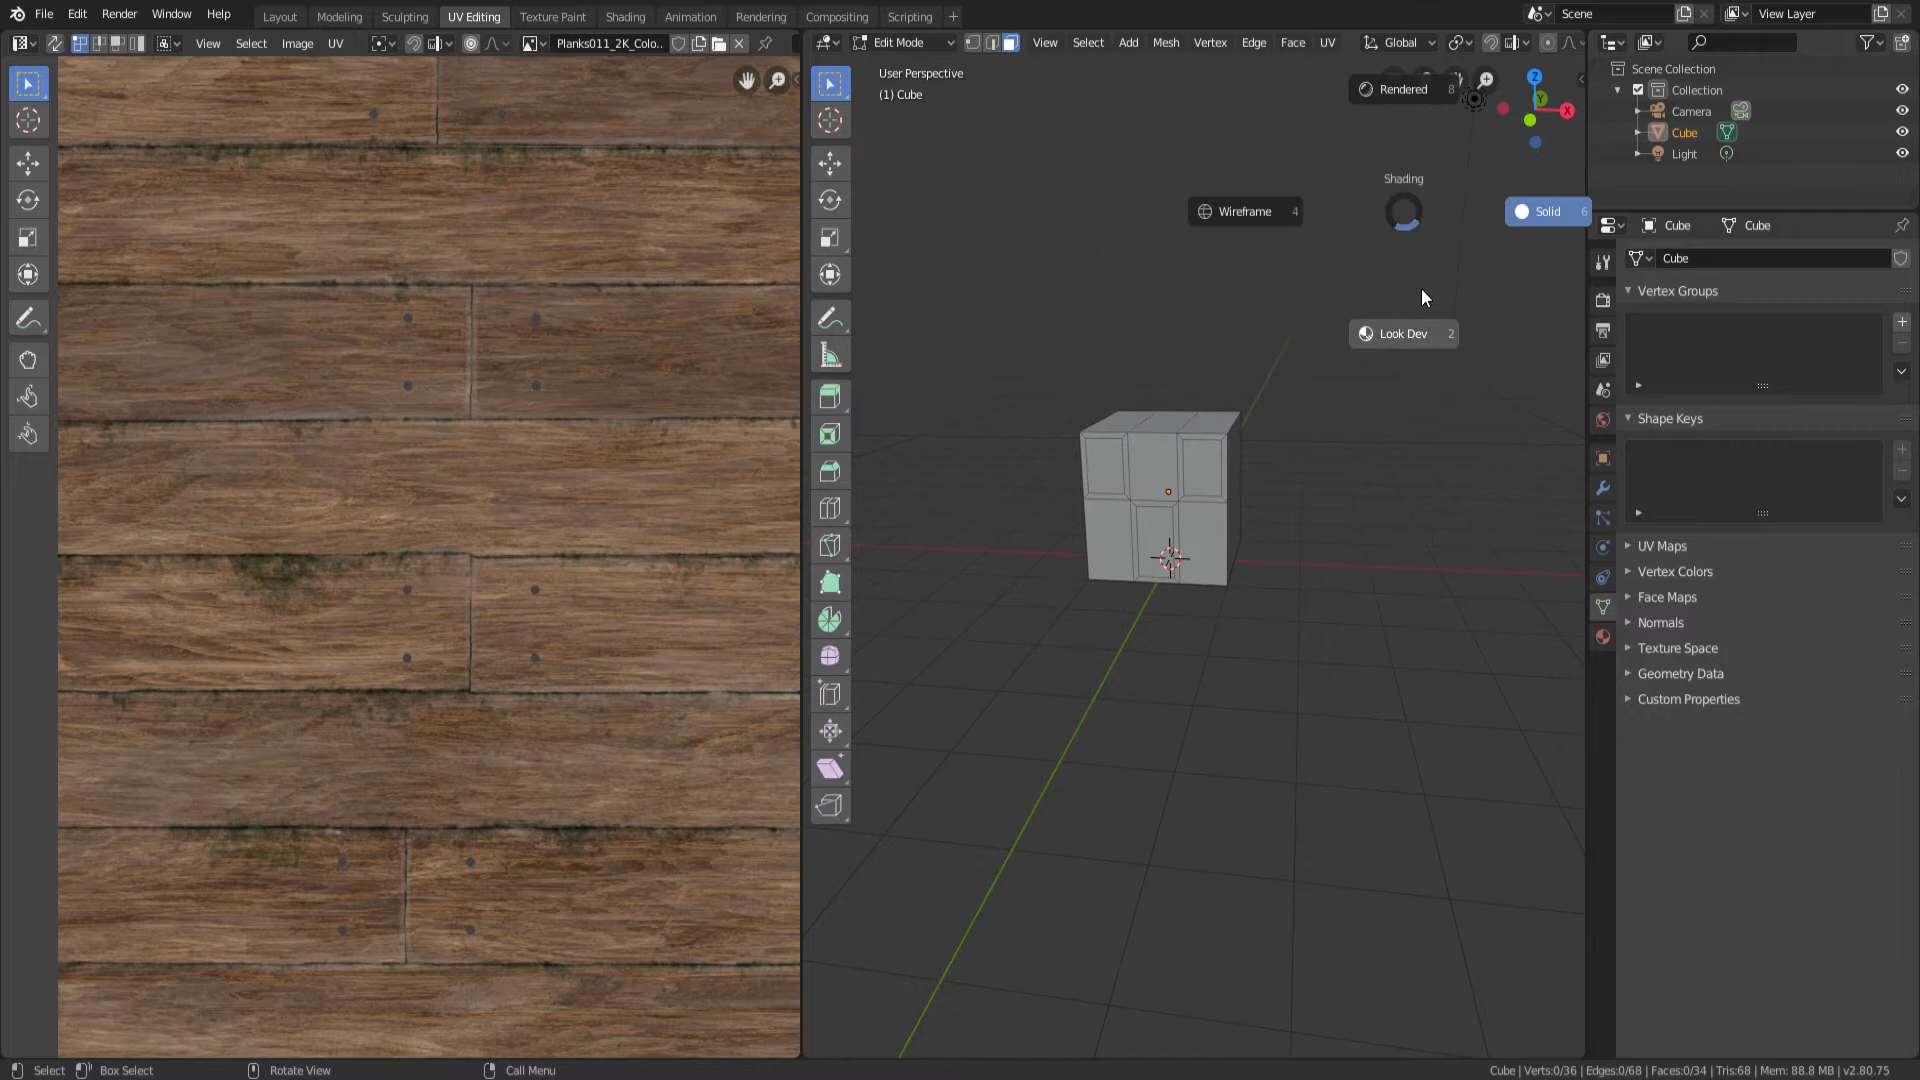 File Edit Render Window Help
Layout Modeling Sculpting UV Editing Texture Paint Shading Animation Rendering Compositing Scripting +
Scene
View Layer
View Select Image UV
Planks011_2K_Colo..
Edit Mode
View Select Add Mesh Vertex Edge Face UV
Global
User Perspective
(1) Cube
Rendered 8
Z
Y
X
Shading
Wireframe 4
Solid 6
Look Dev 2
Scene Collection
Collection
Camera
Cube
Light
Cube
Cube
Cube
Vertex Groups
Shape Keys
UV Maps
Vertex Colors
Face Maps
Normals
Texture Space
Geometry Data
Custom Properties
Select
Box Select
Rotate View
Call Menu
Cube | Verts:0/36 | Edges:0/68 | Faces:0/34 | Tris:68 | Mem: 88.8 MB | v2.80.75